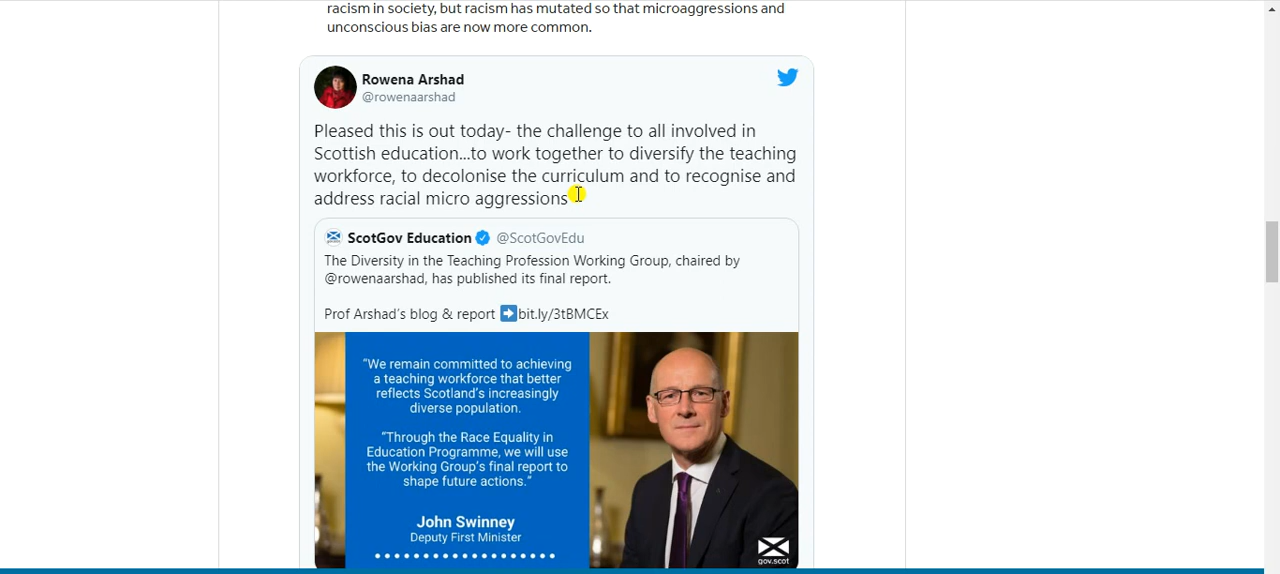 racism in society, but racism has mutated so that microaggressions and
unconscious bias are now more common.
Rowena Arshad
@rowenaarshad
Pleased this is out today- the challenge to all involved in
Scottish education...to work together to diversify the teaching
workforce, to decolonise the curriculum and to recognise and
address racial micro aggressions
ScotGov Education @ScotGovEdu
The Diversity in the Teaching Profession Working Group, chaired by
@rowenaarshad, has published its final report.
Prof Arshad's blog & report ➡bit.ly/3tBMCEx
“We remain committed to achieving
a teaching workforce that better
reflects Scotland's increasingly
diverse population.
“Through the Race Equality in
Education Programme, we will use
the Working Group's final report to
shape future actions.”
John Swinney
Deputy First Minister
gov.scot